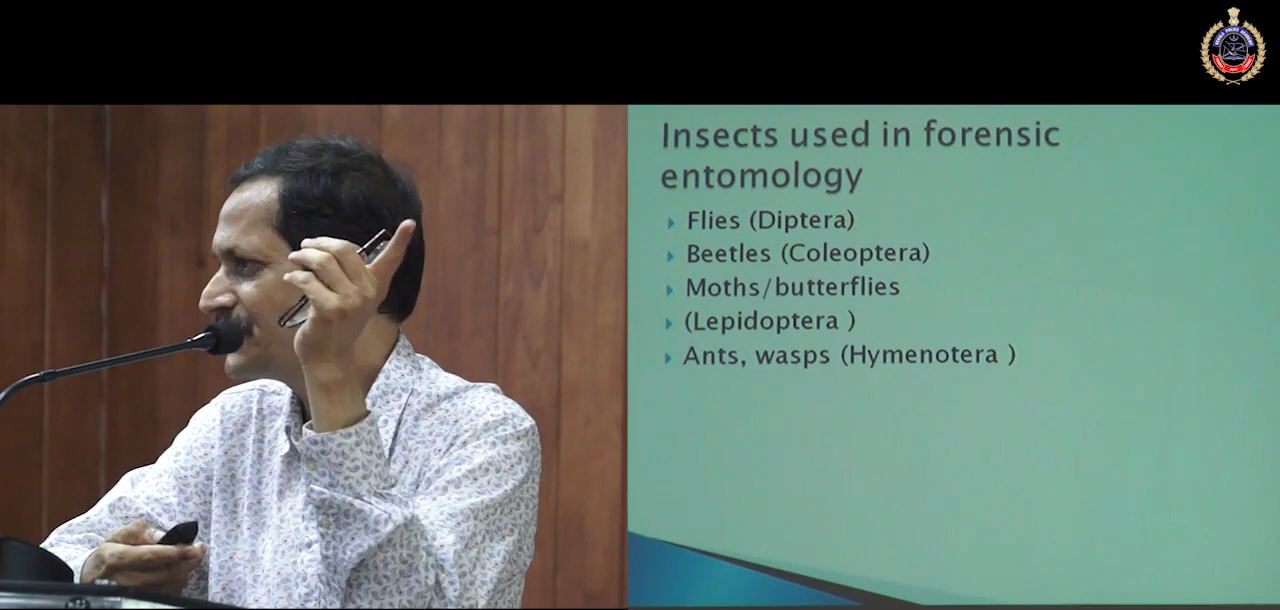 Insects used in forensic
entomology
Flies (Diptera)
Beetles (Coleoptera)
Moths/butterflies
(Lepidoptera )
Ants, wasps (Hymenotera )